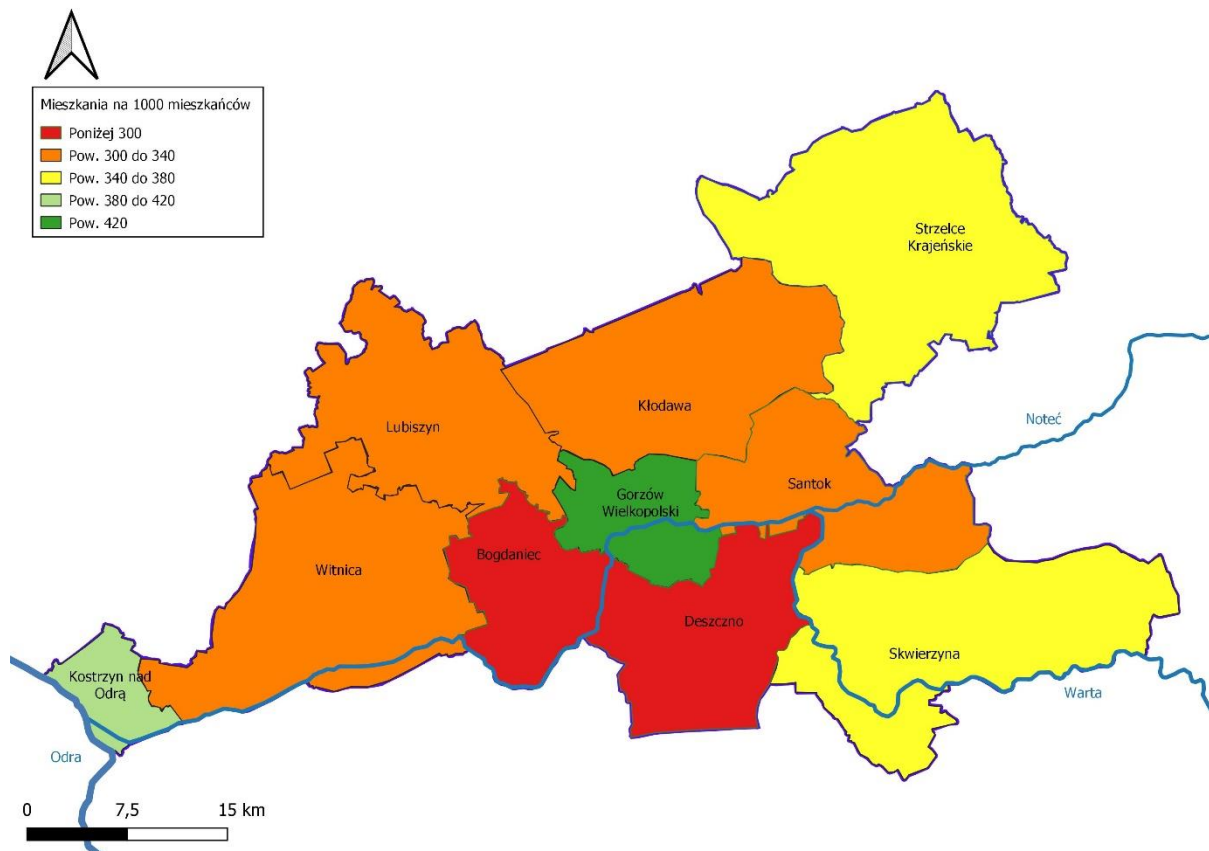 Mieszkania na 1000 mieszkańców
Poniżej 300
Pow. 300 do 340
Pow. 340 do 380
Pow. 380 do 420
Pow. 420
Strzelce
Krajeńskie
Kłodawa
Noteć
Lubiszyn
Santok
Gorzów
Wielkopolski
Bogdaniec
Witnica
Deszczno
Skwierzyna
Kostrzyn nad
Odrą
Warta
Odra
0 7,5 15 km